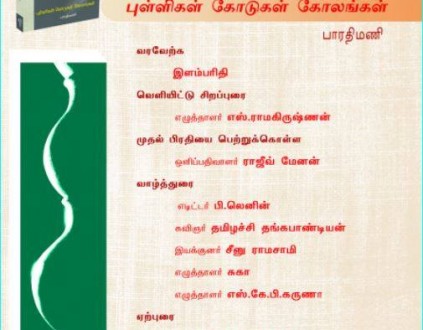 புள்ளிகள் கோடுகள் கோலங்கள்
பாரதிமணி
வரவேற்க
இளம்பரிதி
வெளியிட்டு சிறப்புரை
எழுத்தாளர் எஸ்.ராமகிருஷ்ணன்
முதல் பிரதியை பெற்றுக்கொள்ள
ஒளிப்பதிவாளர் ராஜீவ் மேனன்
வாழ்த்துரை
எடிட்டர் பி.லெனின்
கவிஞர் தமிழச்சி தங்கபாண்டியன்
இயக்குனர் சீனு ராமசாமி
எழுத்தாளர் சுகா
எழுத்தாளர் எஸ்.கே.பி.கருணா
ஏற்புரை